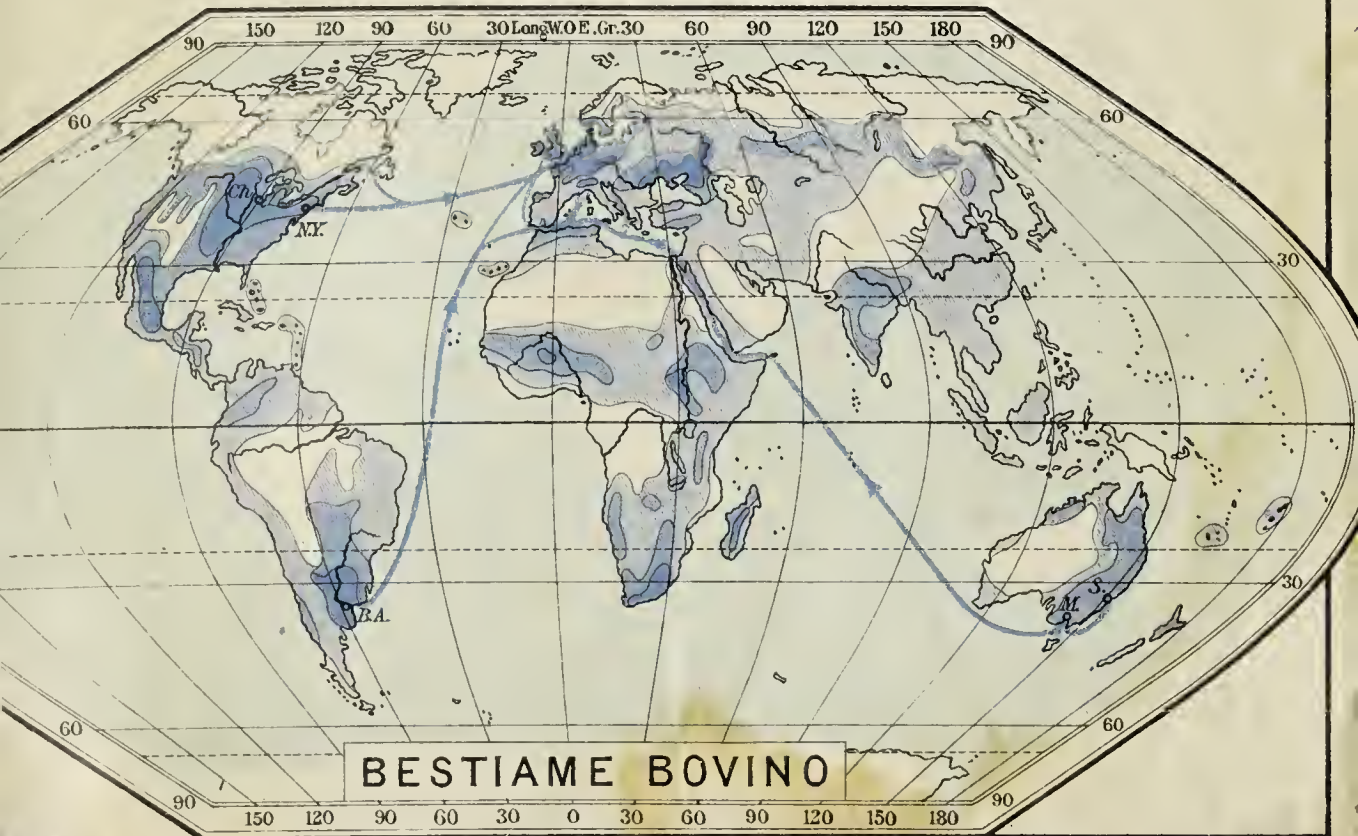 150 120 90 60 30 Long W.O E.Gr. 30 60 90 120 150 180
90 90
60 60
Ch.
N.Y.
30
B.A.
S.
M.
30
60 60
BESTIAME BOVINO
90 90
150 120 90 60 30 0 30 60 90 120 150 180